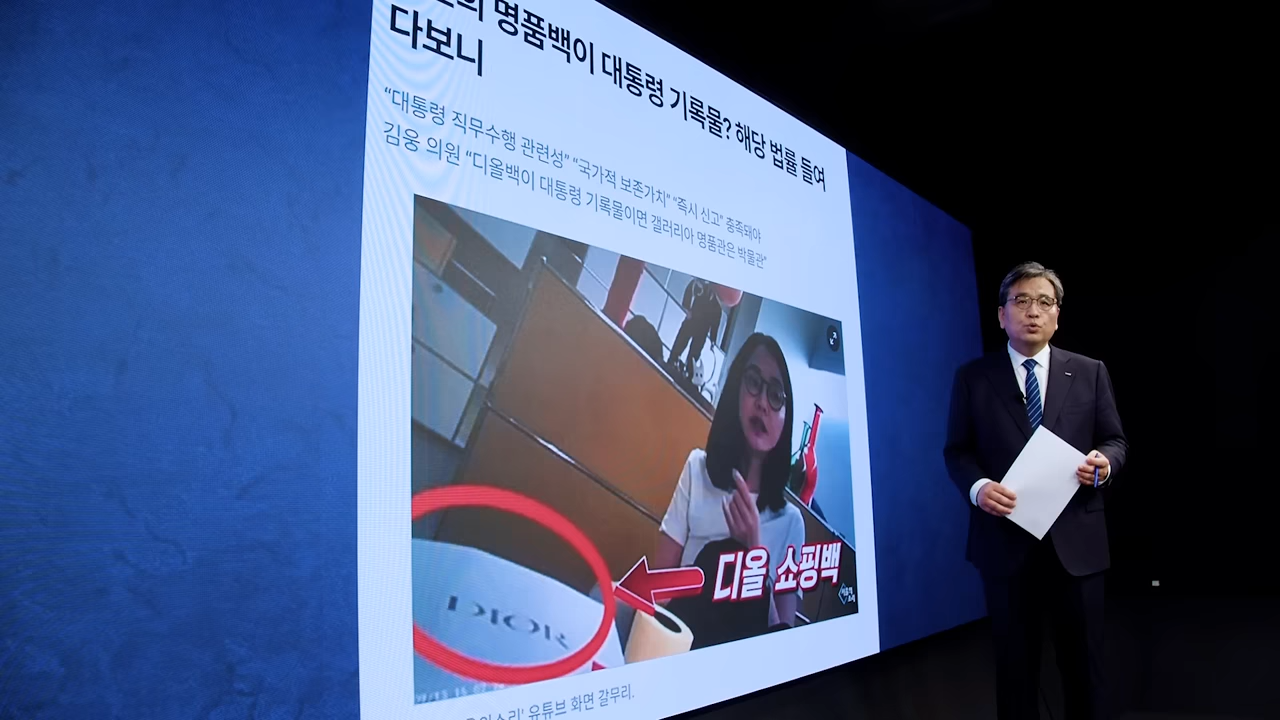 의 명품백이 대통령 기록물? 해당 법률 들여
다보니
“대통령 직무수행 관련성” “국가적 보존가치” “즉시 신고” 충족돼야
김웅 의원 “디올백이 대통령 기록물이면 갤러리아 명품관은 박물관”
디올 쇼핑백
DIOR
소리' 유튜브 화면 갈무리.